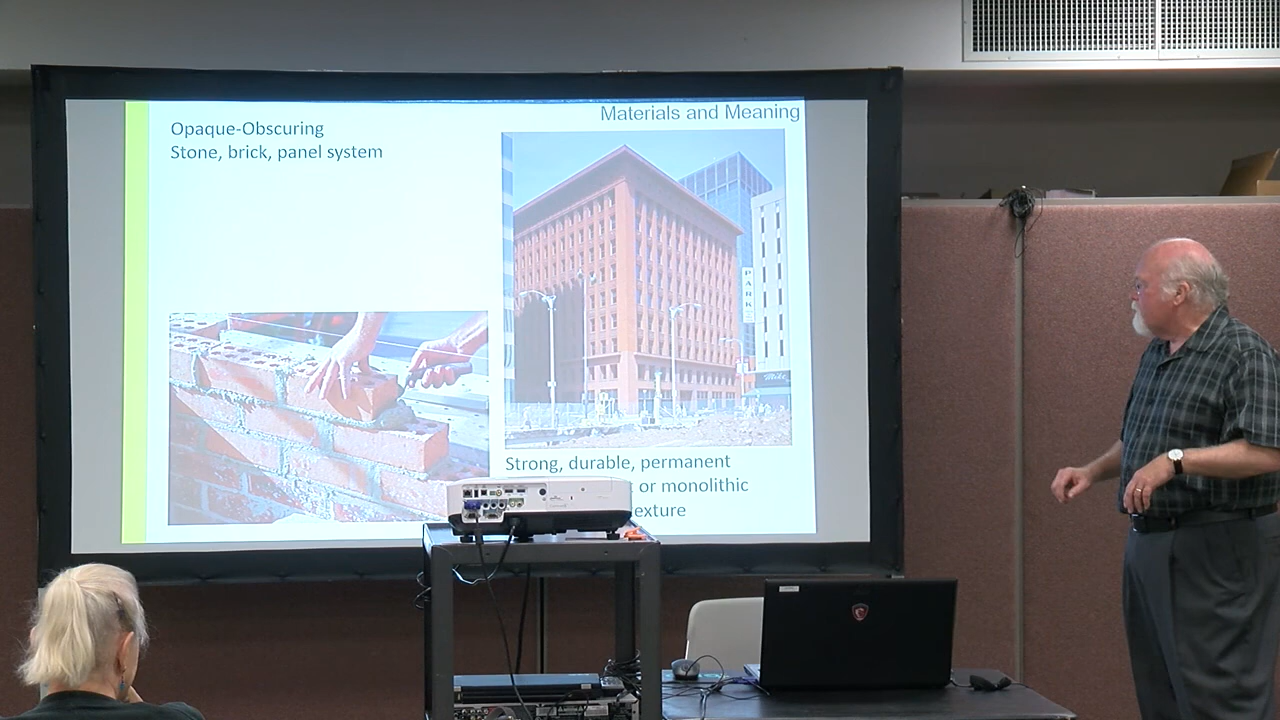 Materials and Meaning
Opaque-Obscuring
Stone, brick, panel system
PARK
Strong, durable, permanent
or monolithic
exture